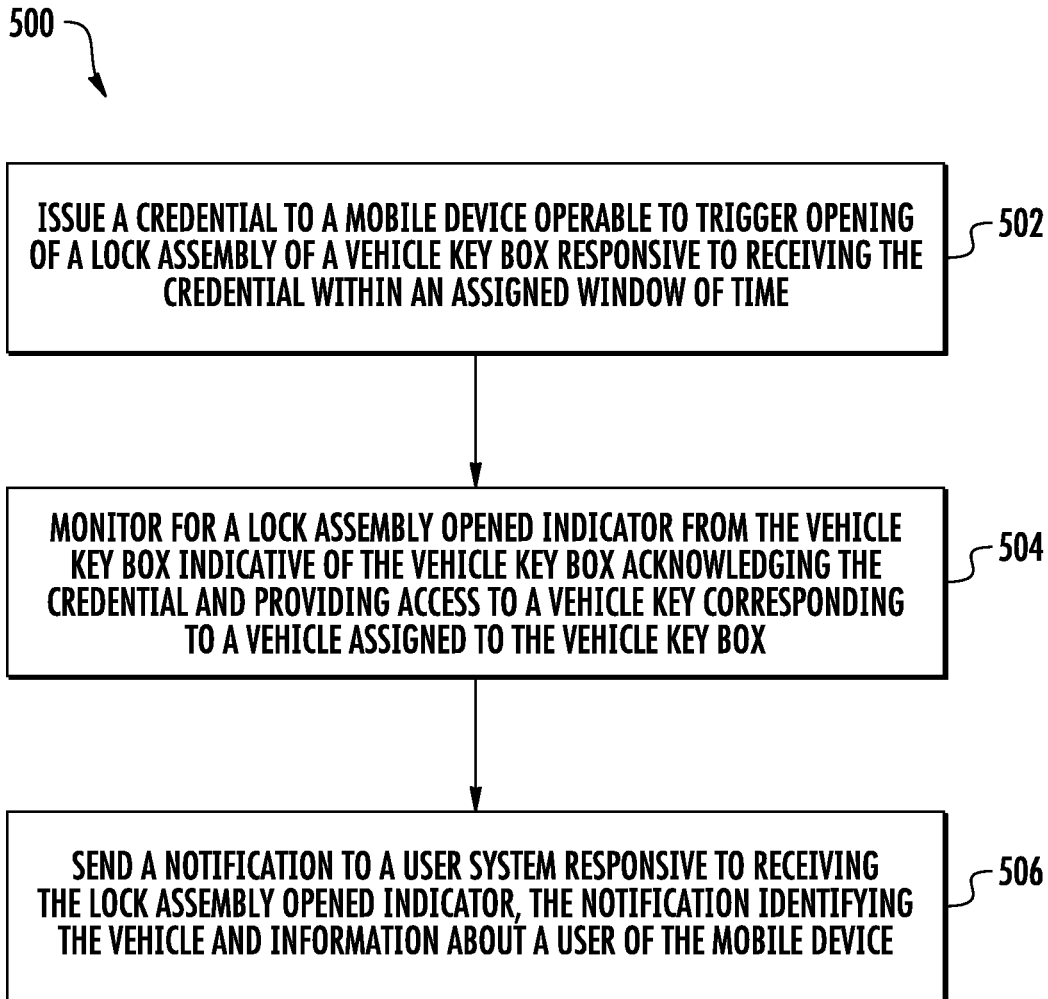 500
ISSUE A CREDENTIAL TO A MOBILE DEVICE OPERABLE TO TRIGGER OPENING
OF A LOCK ASSEMBLY OF A VEHICLE KEY BOX RESPONSIVE TO RECEIVING THE
CREDENTIAL WITHIN AN ASSIGNED WINDOW OF TIME
502
MONITOR FOR A LOCK ASSEMBLY OPENED INDICATOR FROM THE VEHICLE
KEY BOX INDICATIVE OF THE VEHICLE KEY BOX ACKNOWLEDGING THE
CREDENTIAL AND PROVIDING ACCESS TO A VEHICLE KEY CORRESPONDING
TO A VEHICLE ASSIGNED TO THE VEHICLE KEY BOX
504
SEND A NOTIFICATION TO A USER SYSTEM RESPONSIVE TO RECEIVING
THE LOCK ASSEMBLY OPENED INDICATOR, THE NOTIFICATION IDENTIFYING
THE VEHICLE AND INFORMATION ABOUT A USER OF THE MOBILE DEVICE
506